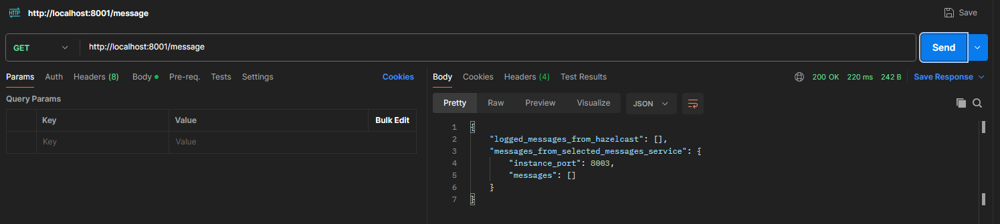 HTTP http://localhost:8001/message Save
GET http://localhost:8001/message Send
Params Auth Headers (8) Body Pre-req. Tests Settings Cookies
Query Params
Key Value Bulk Edit
Key Value
Body Cookies Headers (4) Test Results 200 OK 220 ms 242 B Save Response
Pretty Raw Preview Visualize JSON
1 {
2 "logged_messages_from_hazelcast": [],
3 "messages_from_selected_messages_service": {
4 "instance_port": 8003,
5 "messages": []
6 }
7 }